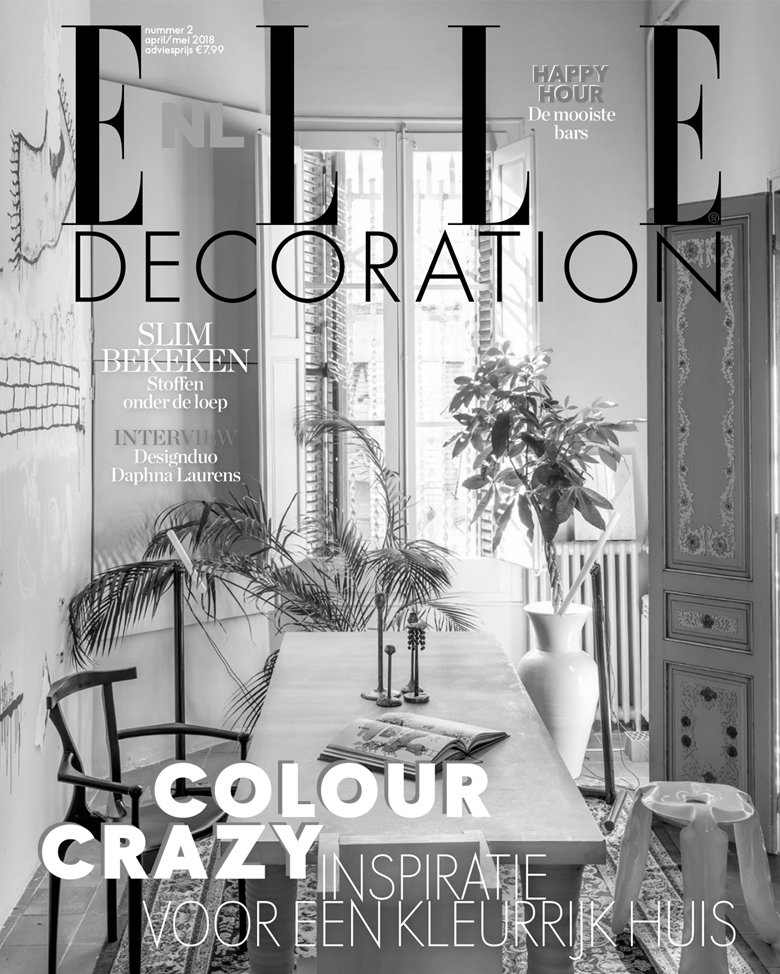 nummer 2
april/mei 2018
adviesprijs €7,99
ELLE
NL
®
DECORATION
HAPPY
HOUR
De mooiste
bars
SLIM
BEKEKEN
Stoffen
onder de loep
INTERVIEW
Designduo
Daphna Laurens
COLOUR
CRAZY
INSPIRATIE
VOOR EEN KLEURRIJK HUIS